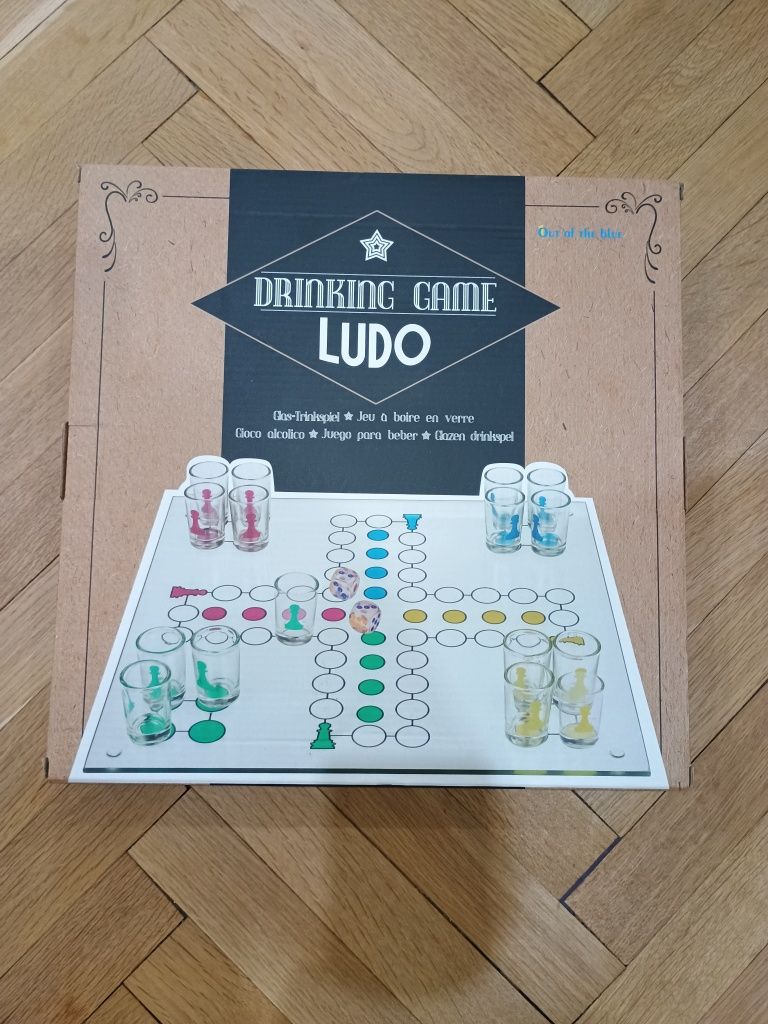 Out of the blue
DRINKING GAME
LUDO
Glas-Trinkspiel ★ Jeu à boire en verre
Gioco alcolico ★ Juego para beber ★ Glazen drinkspel